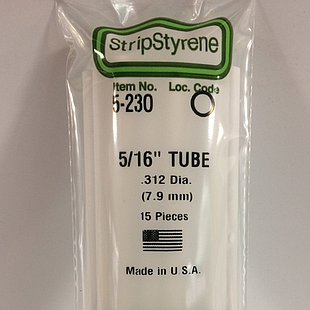 StripStyrene
Item No. Loc. Code
5-230 O
5/16" TUBE
.312 Dia.
(7.9 mm)
15 Pieces
Made in U.S.A.